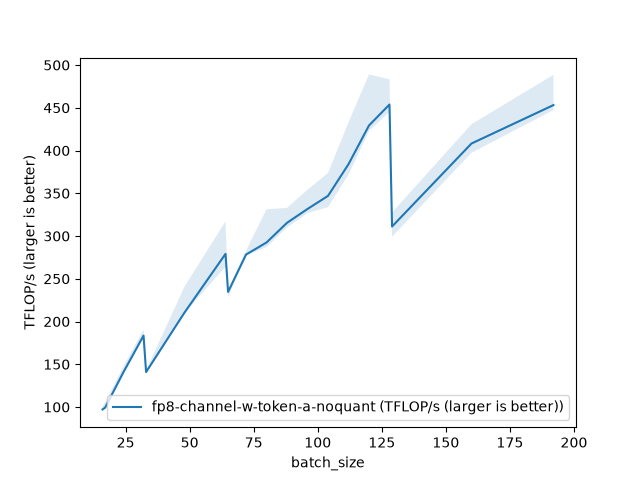 500
450
400
350
300
250
200
150
100
TFLOP/s (larger is better)
fp8-channel-w-token-a-noquant (TFLOP/s (larger is better))
25 50 75 100 125 150 175 200
batch_size